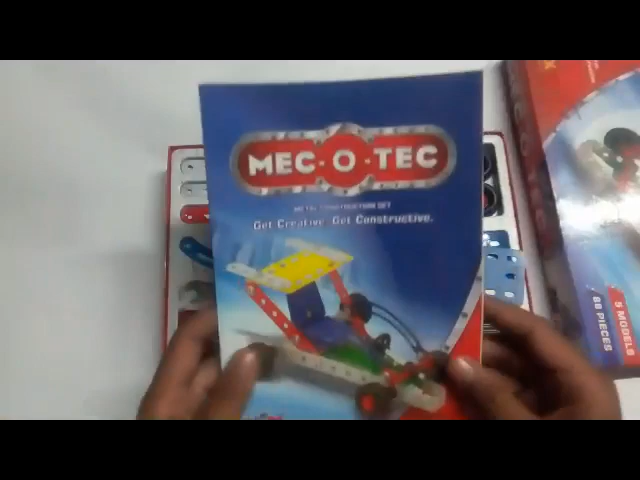 MEC·O·TEC
METAL CONSTRUCTION SET
Get Creative. Get Constructive.
5 MODELS
88 PIECES